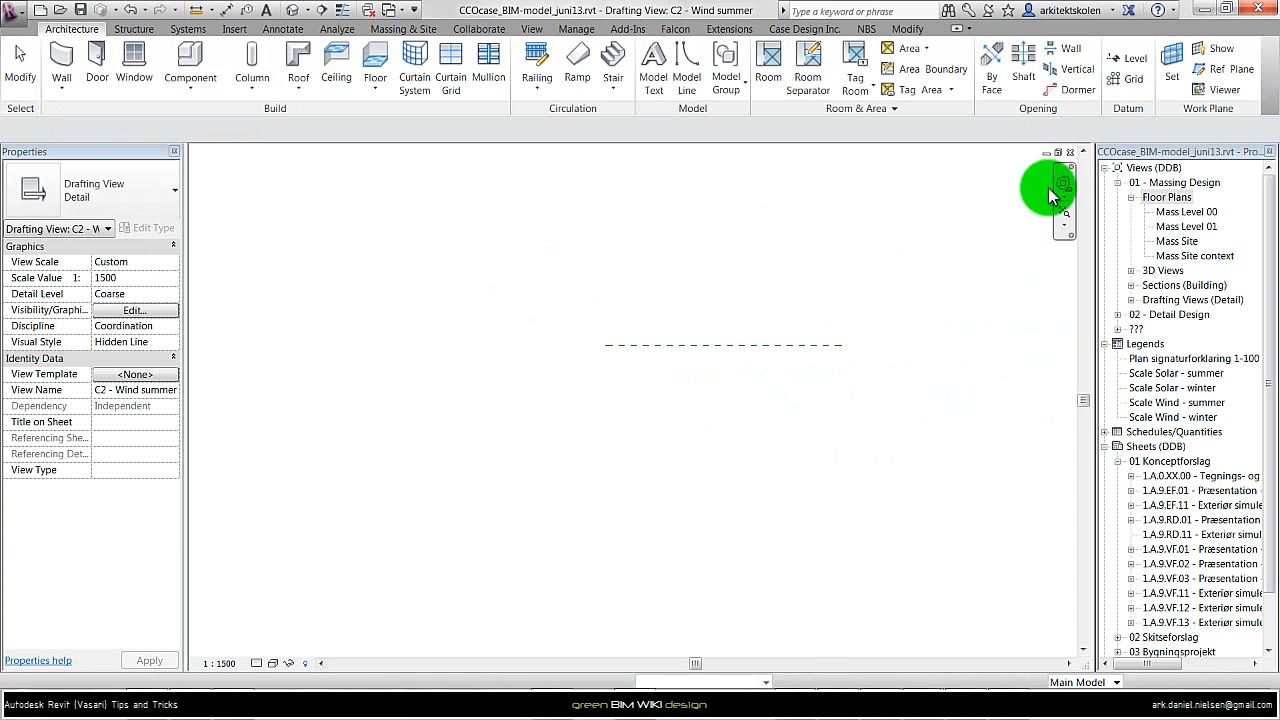 CCOcase_BIM-model_juni13.rvt - Drafting View: C2 - Wind summer
Type a keyword or phrase
arkitektskolen
Architecture Structure Systems Insert Annotate Analyze Massing & Site Collaborate View Manage Add-Ins Falcon Extensions Case Design Inc. NBS Modify
Modify Wall Door Window Component Column Roof Ceiling Floor Curtain System Curtain Grid Mullion Railing Ramp Stair Model Text Model Line Model Group Room Room Separator Tag Room
Area
Area Boundary
Tag Area
By Face Shaft
Wall
Vertical
Dormer
Level
Grid
Set
Show
Ref Plane
Viewer
Select Build Circulation Model Room & Area Opening Datum Work Plane
Properties
Drafting View
Detail
Drafting View: C2 - W Edit Type
Graphics
View Scale Custom
Scale Value 1: 1500
Detail Level Coarse
Visibility/Graphi... Edit...
Discipline Coordination
Visual Style Hidden Line
Identity Data
View Template <None>
View Name C2 - Wind summer
Dependency Independent
Title on Sheet
Referencing She...
Referencing Det...
View Type
Properties help Apply
1 : 1500
CCOcase_BIM-model_juni13.rvt - Pro...
Views (DDB)
01 - Massing Design
Floor Plans
Mass Level 00
Mass Level 01
Mass Site
Mass Site context
3D Views
Sections (Building)
Drafting Views (Detail)
02 - Detail Design
???
Legends
Plan signaturforklaring 1-100
Scale Solar - summer
Scale Solar - winter
Scale Wind - summer
Scale Wind - winter
Schedules/Quantities
Sheets (DDB)
01 Konceptforslag
1.A.0.XX.00 - Tegnings- og
1.A.9.EF.01 - Præsentation
1.A.9.EF.11 - Exteriør simule
1.A.9.RD.01 - Præsentation
1.A.9.RD.11 - Exteriør simul
1.A.9.VF.01 - Præsentation
1.A.9.VF.02 - Præsentation
1.A.9.VF.03 - Præsentation
1.A.9.VF.11 - Exteriør simule
1.A.9.VF.12 - Exteriør simule
1.A.9.VF.13 - Exteriør simule
02 Skitseforslag
03 Bygningsprojekt
Main Model
Autodesk Revit (Vasari) Tips and Tricks
green BIM WIKI design
ark.daniel.nielsen@gmail.com